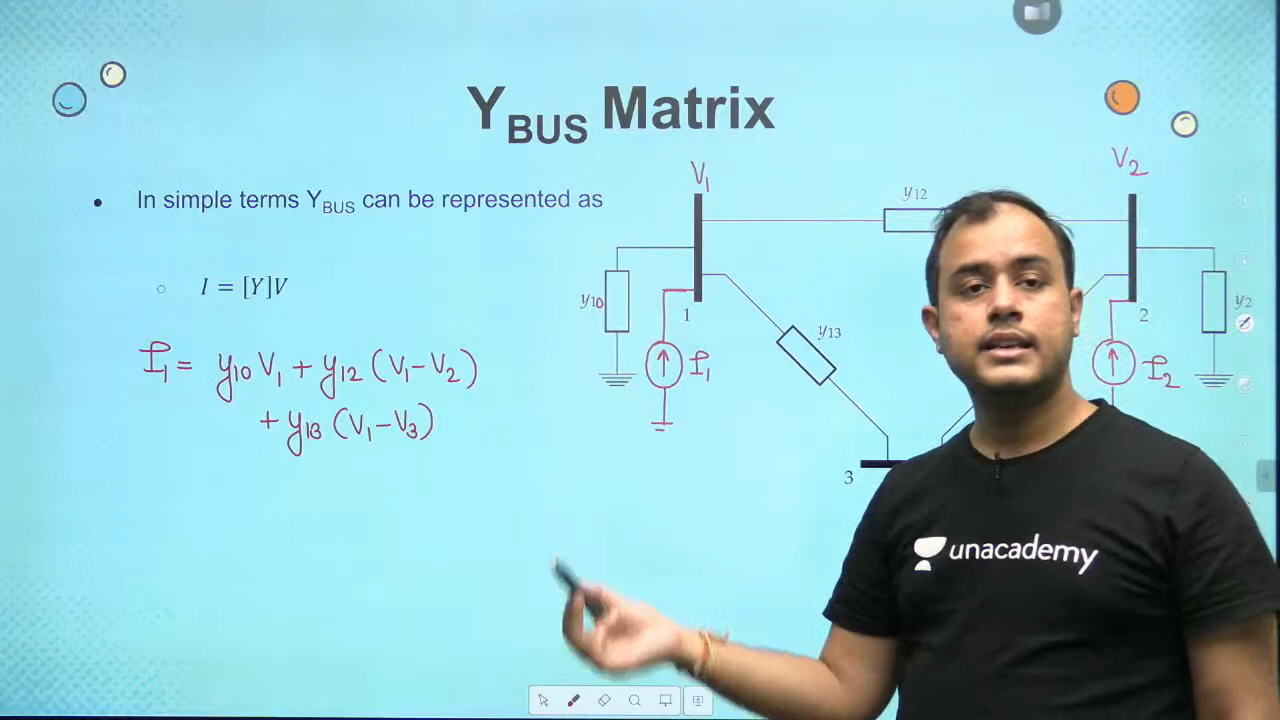 Y_BUS Matrix
• In simple terms Y_BUS can be represented as
I = [Y]V
I₁ = y₁₀ V₁ + y₁₂ (V₁ − V₂)
+ y₁₃ (V₁ − V₃)
V₁
V₂
y₁₂
y₁₀
1
I₁
y₁₃
2
y₂
I₂
3
unacademy